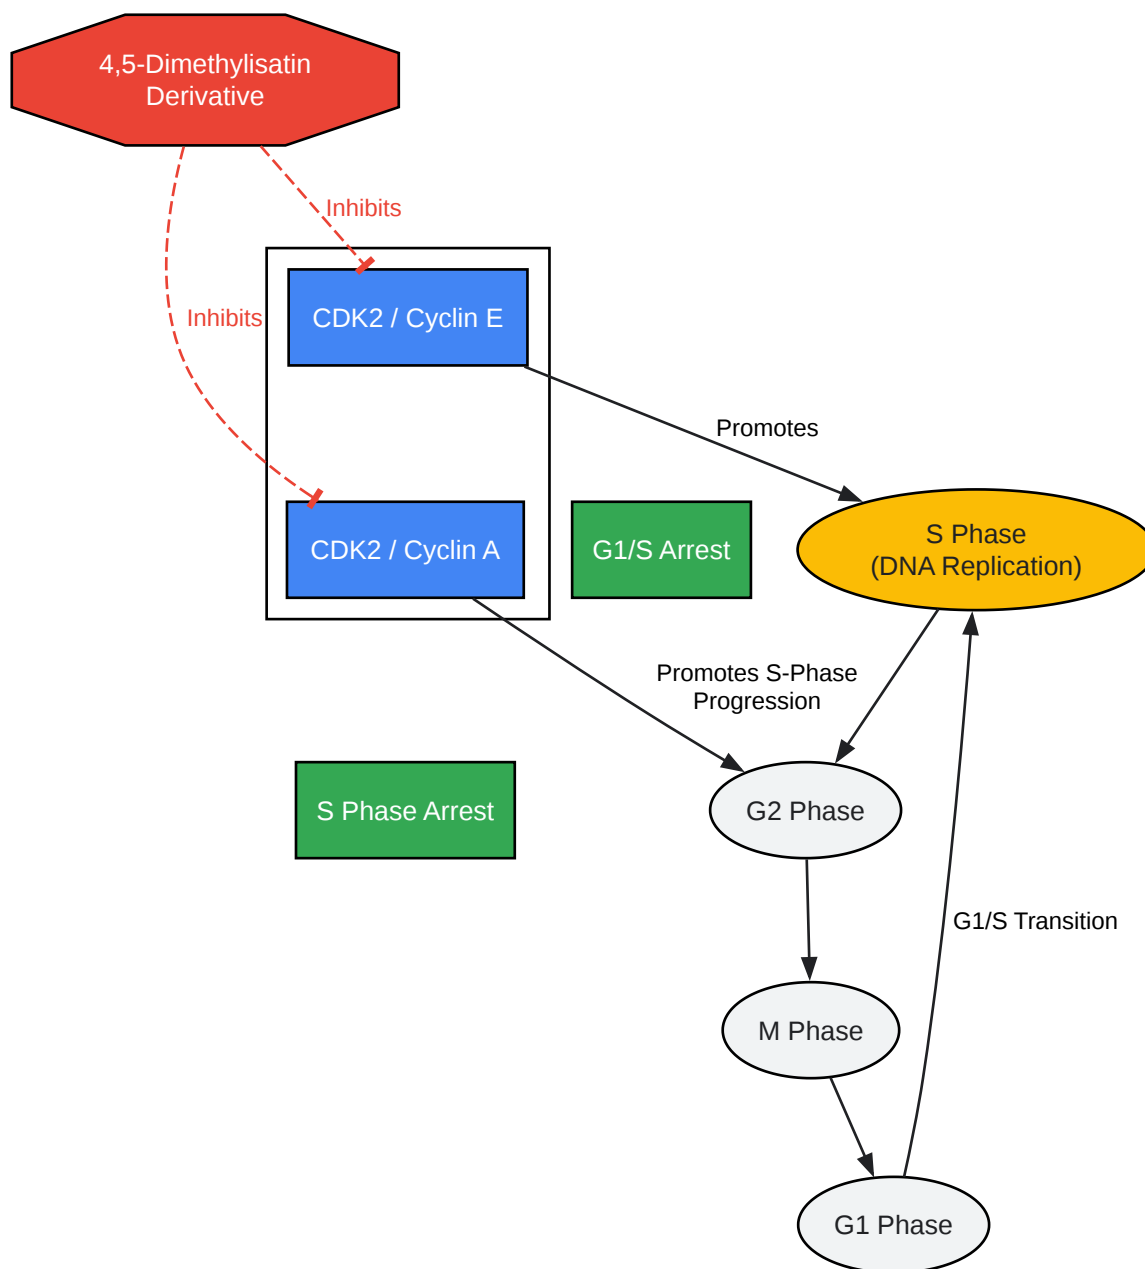 4,5-Dimethylisatin
Derivative
Inhibits
Inhibits
CDK2 / Cyclin E
Promotes
CDK2 / Cyclin A
G1/S Arrest
S Phase
(DNA Replication)
Promotes S-Phase
Progression
S Phase Arrest
G2 Phase
G1/S Transition
M Phase
G1 Phase